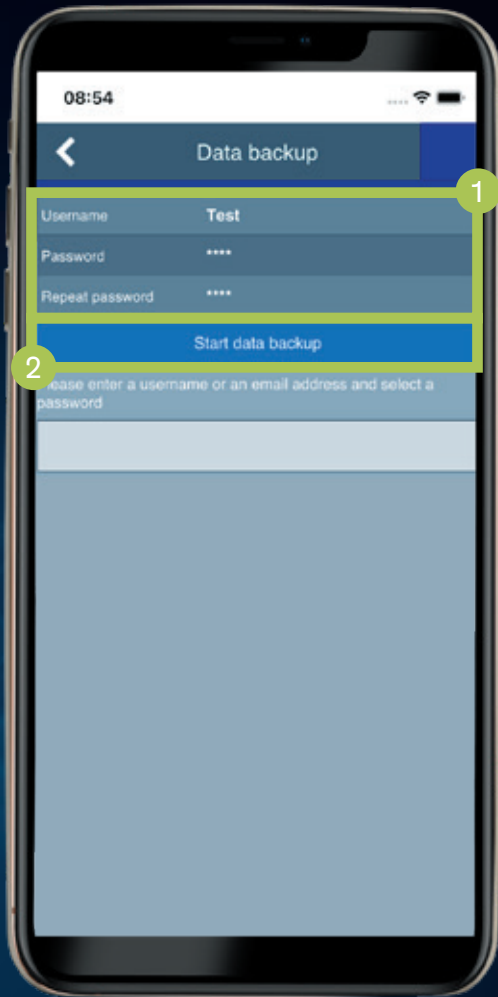 08:54
Data backup
1
Username Test
Password ****
Repeat password ****
Start data backup
2
ease enter a username or an email address and select a
password